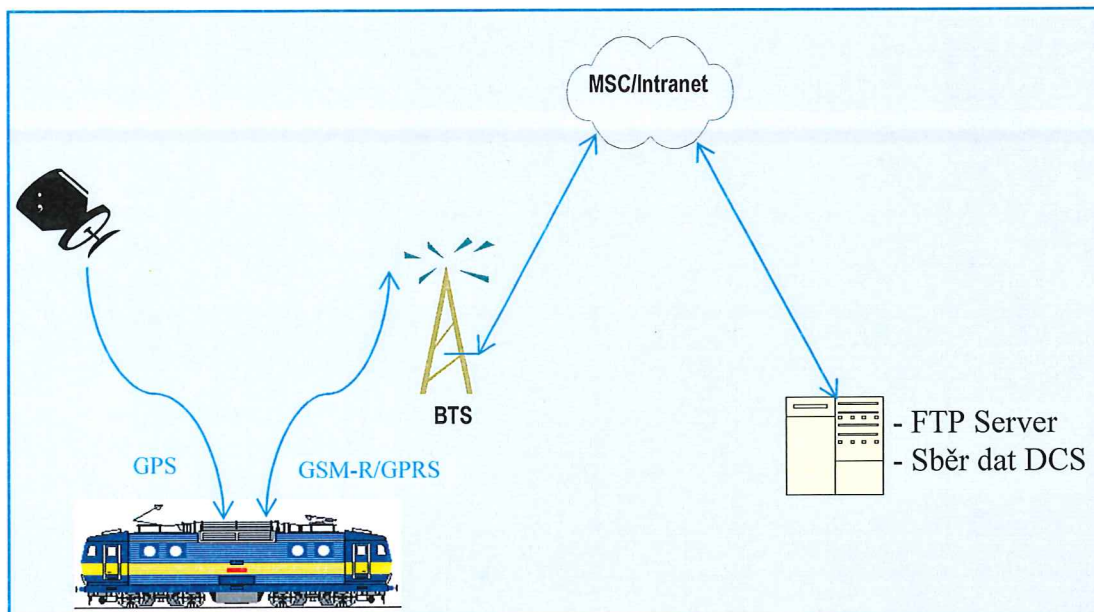 MSC/Intranet
BTS
- FTP Server
- Sběr dat DCS
GPS
GSM-R/GPRS